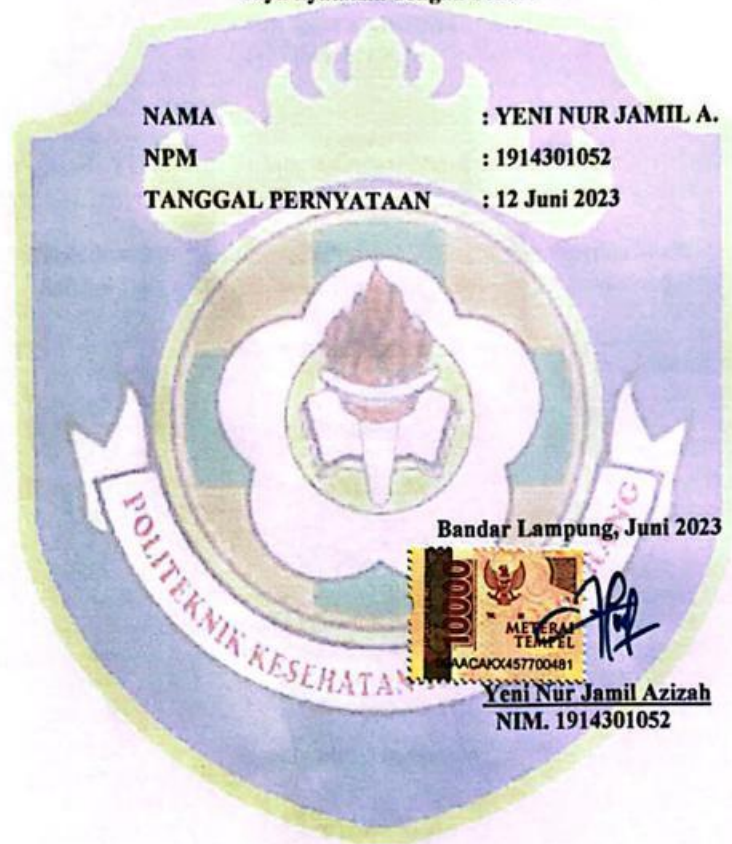 NAMA : YENI NUR JAMIL A.
NPM : 1914301052
TANGGAL PERNYATAAN : 12 Juni 2023
Bandar Lampung, Juni 2023
10000
METERAI
TEMPEL
AACAKX457700481
Yeni Nur Jamil Azizah
NIM. 1914301052
POLITEKNIK KESEHATAN